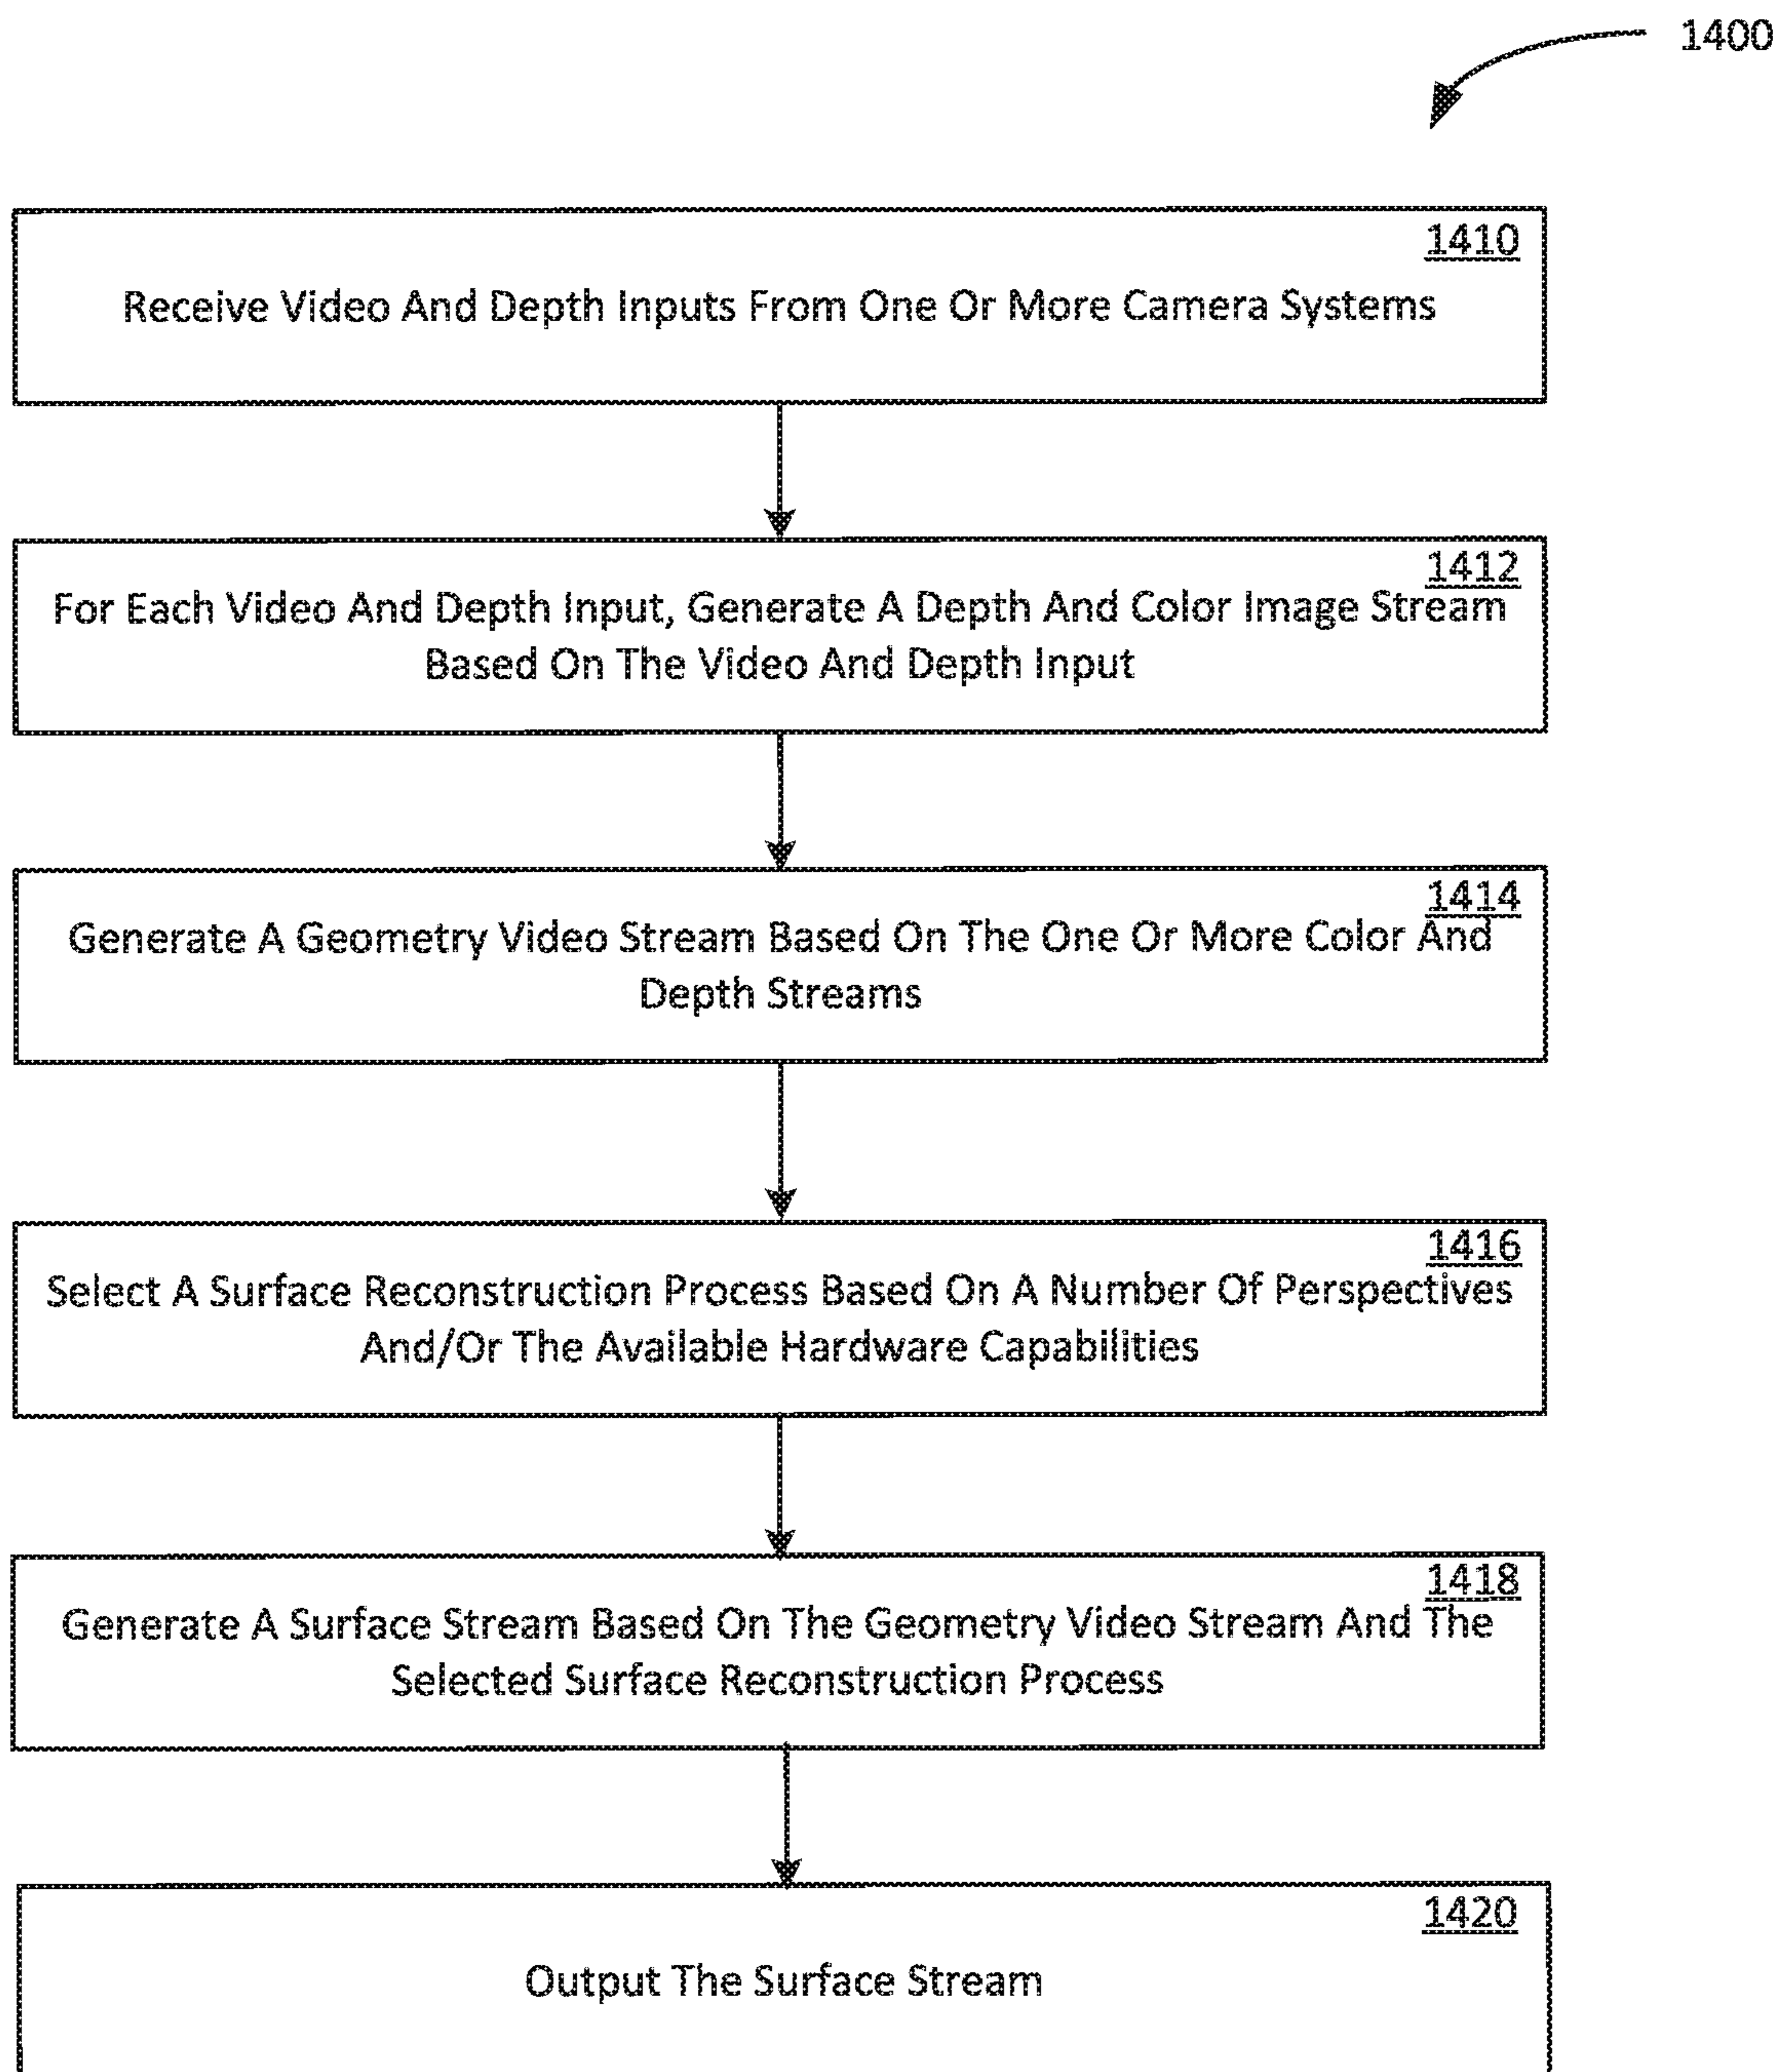 1400
1410
Receive Video And Depth Inputs From One Or More Camera Systems
1412
For Each Video And Depth Input, Generate A Depth And Color Image Stream
Based On The Video And Depth Input
1414
Generate A Geometry Video Stream Based On The One Or More Color And
Depth Streams
1416
Select A Surface Reconstruction Process Based On A Number Of Perspectives
And/Or The Available Hardware Capabilities
1418
Generate A Surface Stream Based On The Geometry Video Stream And The
Selected Surface Reconstruction Process
1420
Output The Surface Stream